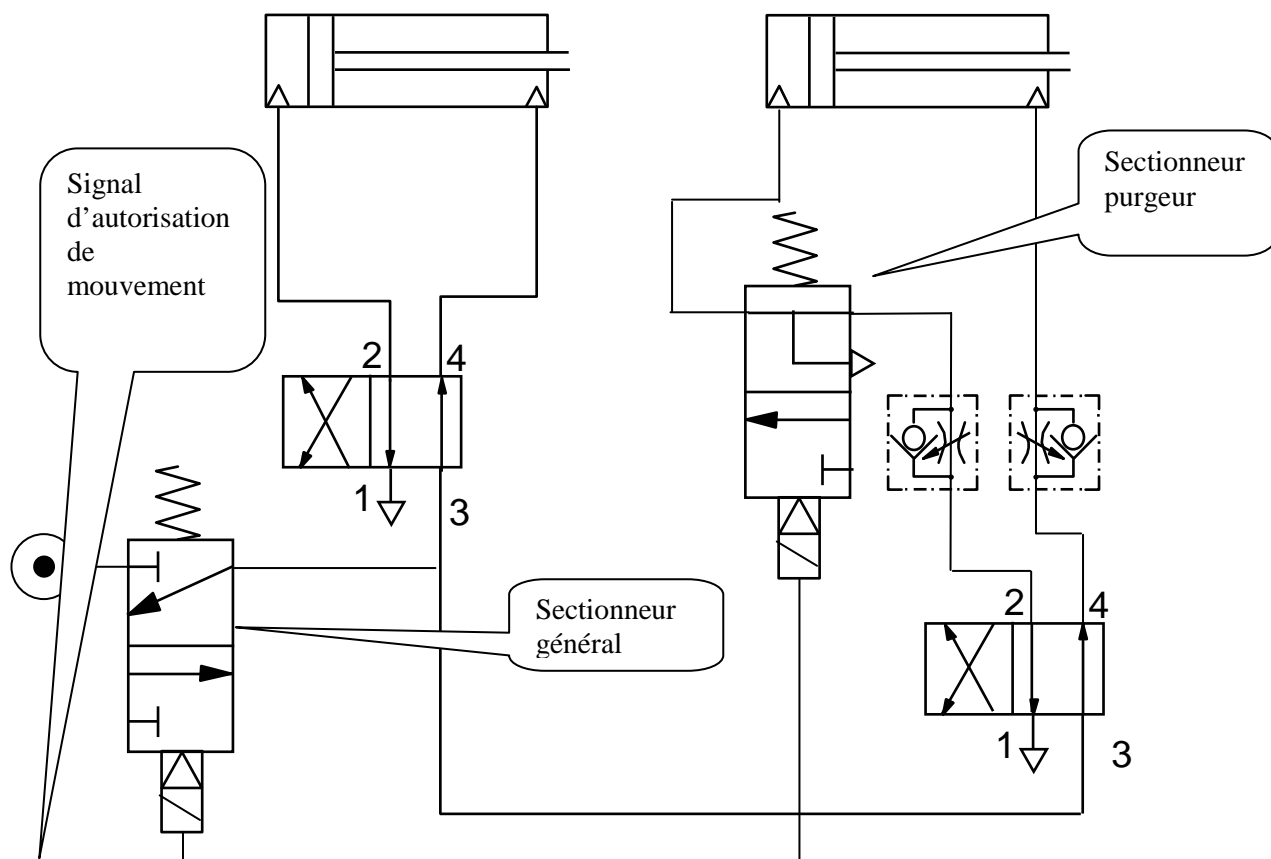 Signal
d’autorisation
de
mouvement
Sectionneur
purgeur
2 4
1 3
Sectionneur
général
2 4
1 3